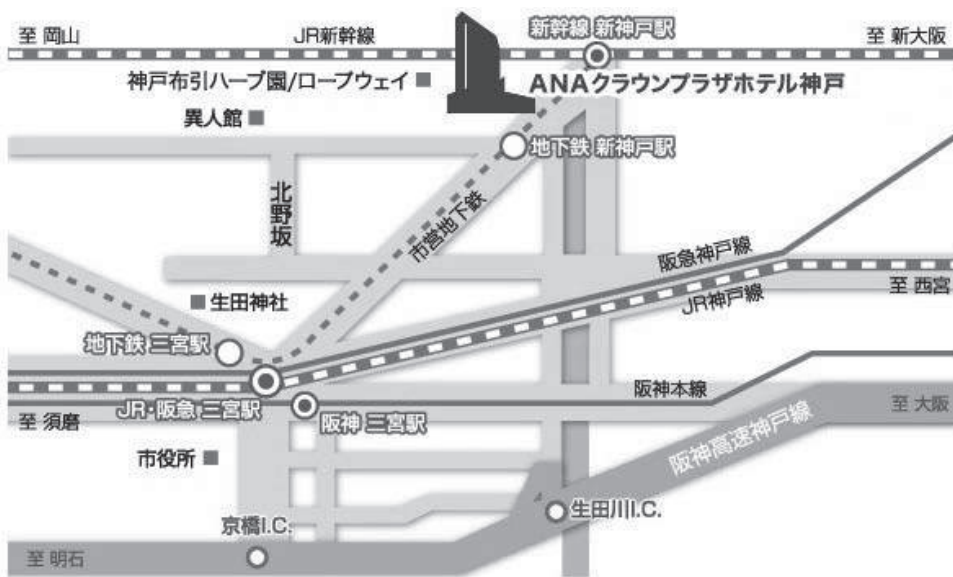 至 岡山
JR新幹線
新幹線 新神戸駅
至 新大阪
神戸布引ハーブ園/ロープウェイ
ANAクラウンプラザホテル神戸
異人館
地下鉄 新神戸駅
北野坂
市営地下鉄
阪急神戸線
生田神社
JR神戸線
至 西宮
地下鉄 三宮駅
JR・阪急 三宮駅
阪神 三宮駅
阪神本線
至 大阪
至 須磨
阪神高速神戸線
市役所
生田川I.C.
京橋I.C.
至 明石